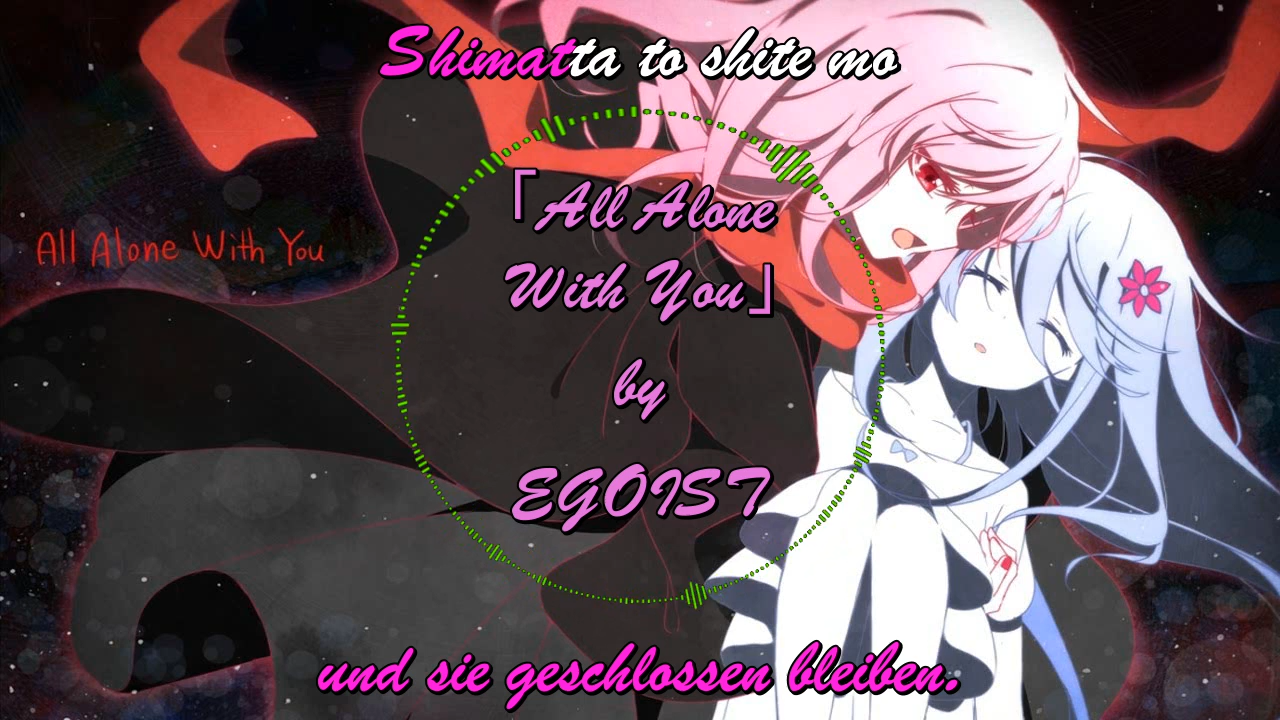 Shimatta to shite mo
「All Alone
With You」
All Alone With You
by
EGOIST
und sie geschlossen bleiben.